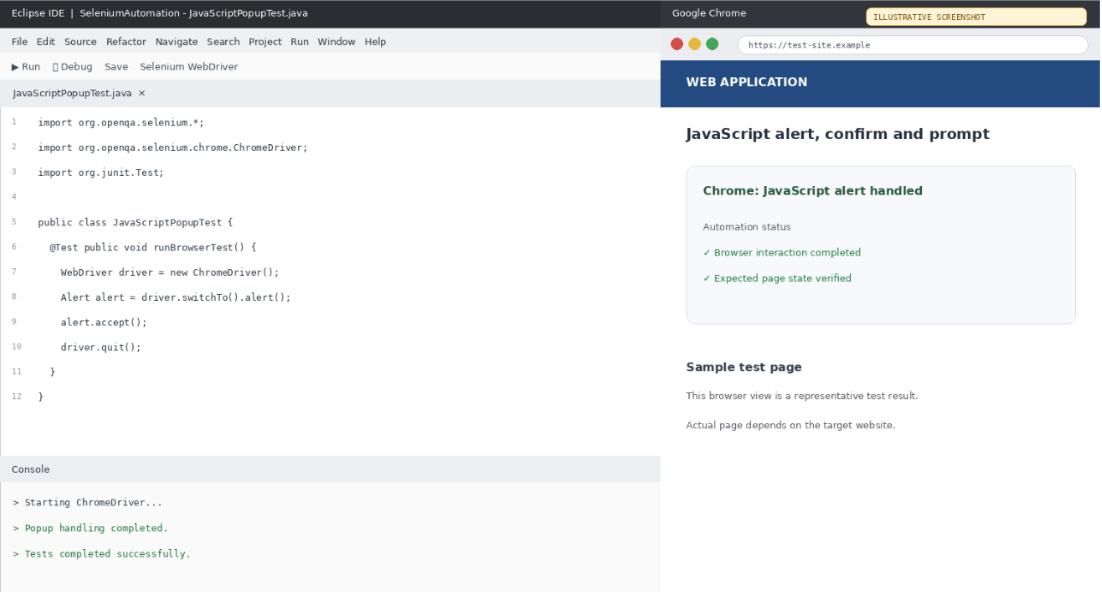 Eclipse IDE | SeleniumAutomation - JavaScriptPopupTest.java
File Edit Source Refactor Navigate Search Project Run Window Help
▶ Run Debug Save Selenium WebDriver
JavaScriptPopupTest.java ×
1 import org.openqa.selenium.*;
2 import org.openqa.selenium.chrome.ChromeDriver;
3 import org.junit.Test;
4
5 public class JavaScriptPopupTest {
6 @Test public void runBrowserTest() {
7 WebDriver driver = new ChromeDriver();
8 Alert alert = driver.switchTo().alert();
9 alert.accept();
10 driver.quit();
11 }
12 }
Console
> Starting ChromeDriver...
> Popup handling completed.
> Tests completed successfully.
Google Chrome
ILLUSTRATIVE SCREENSHOT
https://test-site.example
WEB APPLICATION
JavaScript alert, confirm and prompt
Chrome: JavaScript alert handled
Automation status
✓ Browser interaction completed
✓ Expected page state verified
Sample test page
This browser view is a representative test result.
Actual page depends on the target website.